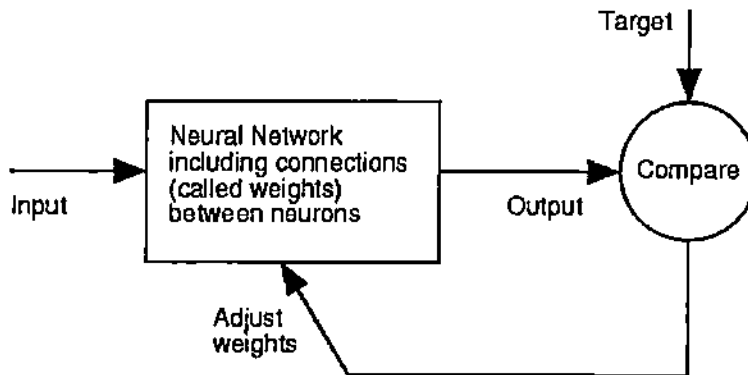 Target
Neural Network
including connections
(called weights)
between neurons
Compare
Input
Output
Adjust
weights